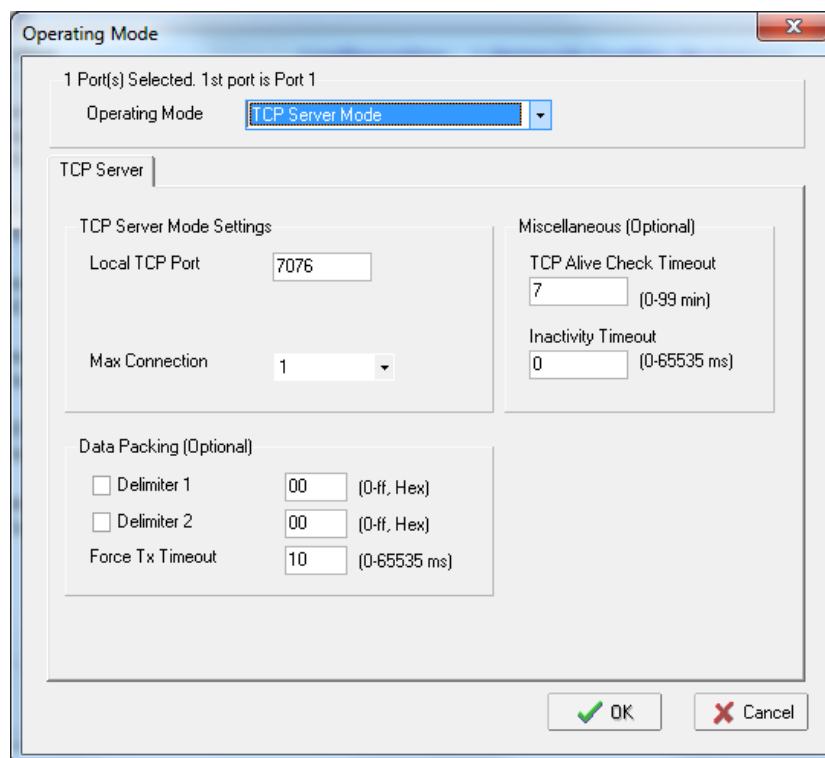 Operating Mode
1 Port(s) Selected. 1st port is Port 1
Operating Mode TCP Server Mode
TCP Server
TCP Server Mode Settings
Local TCP Port 7076
Max Connection 1
Miscellaneous (Optional)
TCP Alive Check Timeout
7 (0-99 min)
Inactivity Timeout
0 (0-65535 ms)
Data Packing (Optional)
Delimiter 1 00 (0-ff, Hex)
Delimiter 2 00 (0-ff, Hex)
Force Tx Timeout 10 (0-65535 ms)
OK Cancel